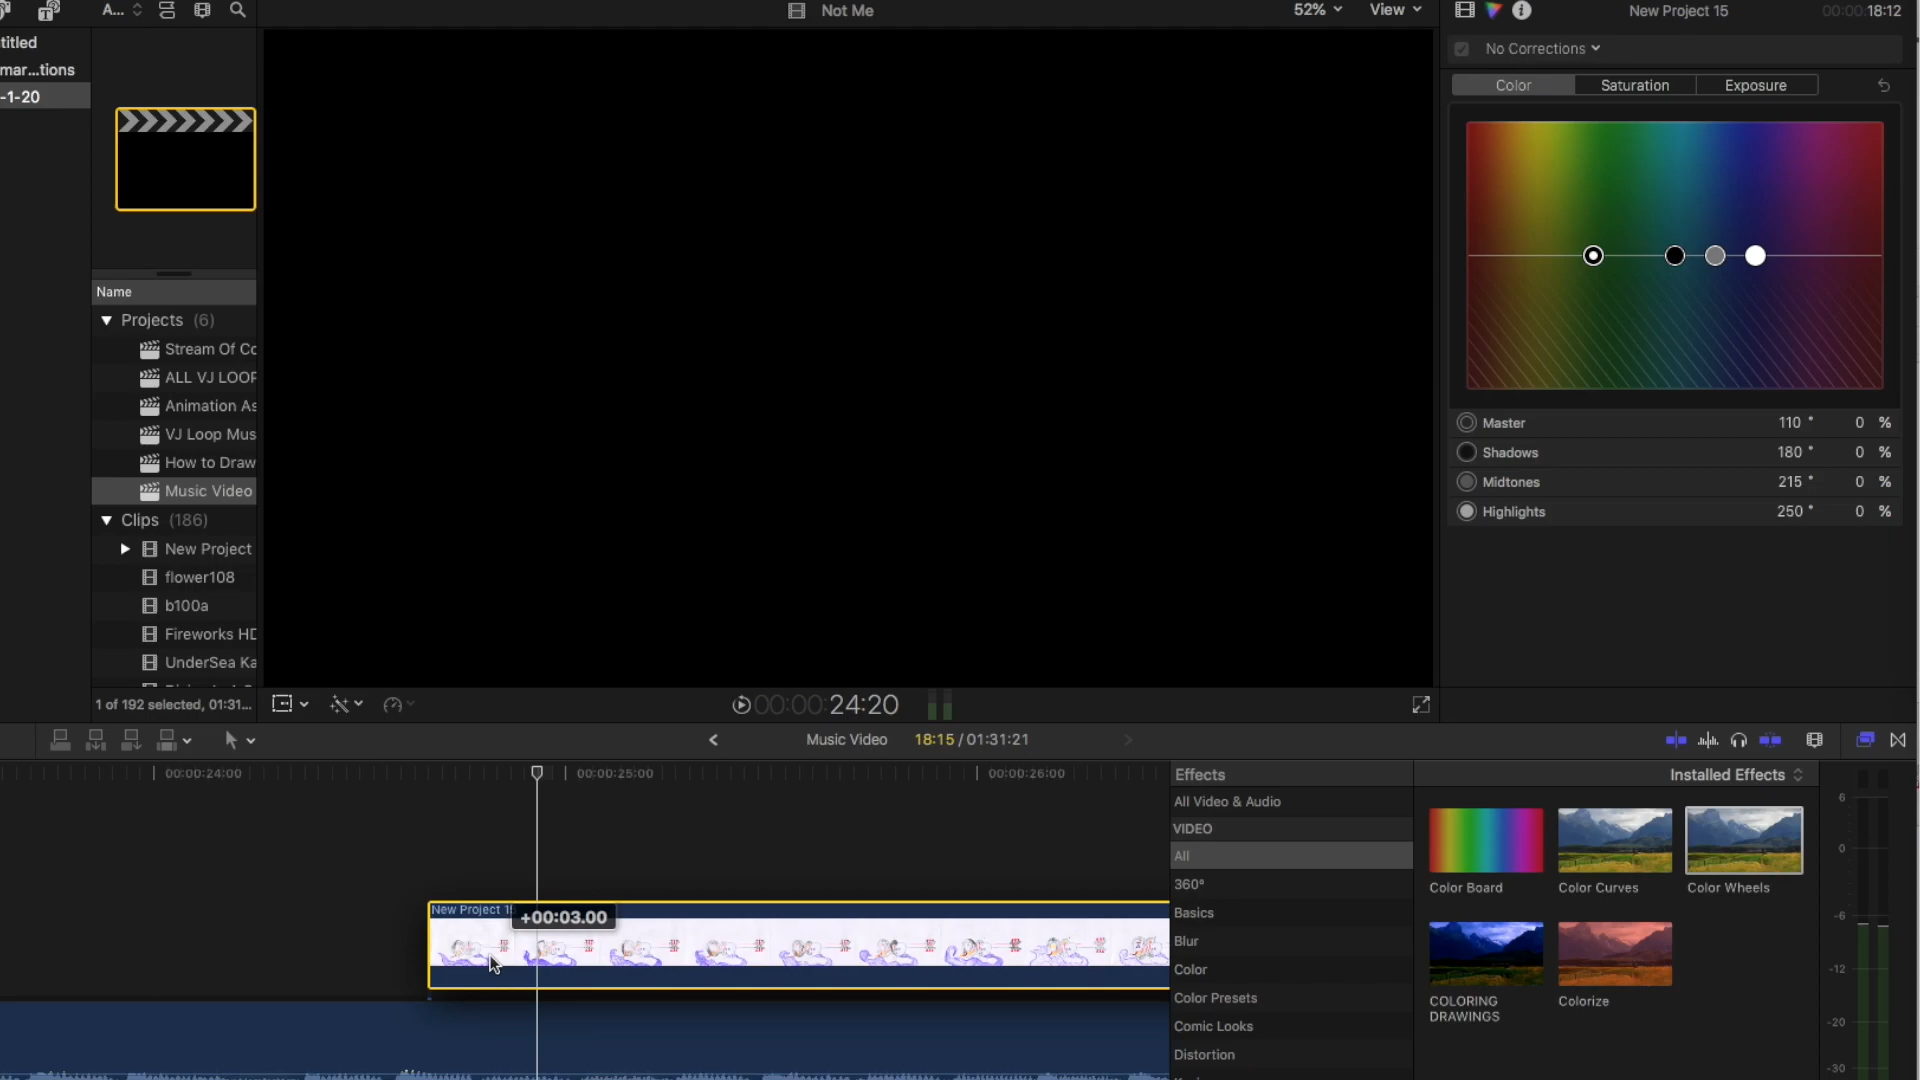 A...
Not Me
52%
View
New Project 15
00:00:18:12
titled
mar...tions
-1-20
No Corrections
Color
Saturation
Exposure
Name
Projects (6)
Stream Of Co
ALL VJ LOOP
Animation As
VJ Loop Mus
How to Draw
Music Video
Clips (186)
New Project
flower108
b100a
Fireworks HD
UnderSea Ka
Master 110 ° 0 %
Shadows 180 ° 0 %
Midtones 215 ° 0 %
Highlights 250 ° 0 %
1 of 192 selected, 01:31...
00:00:24:20
Music Video 18:15 / 01:31:21
00:00:24:00
00:00:25:00
00:00:26:00
New Project 15
+00:03.00
Effects
Installed Effects
All Video & Audio
VIDEO
All
360°
Basics
Blur
Color
Color Presets
Comic Looks
Distortion
Color Board
Color Curves
Color Wheels
COLORING
DRAWINGS
Colorize
6
0
-6
-12
-20
-30